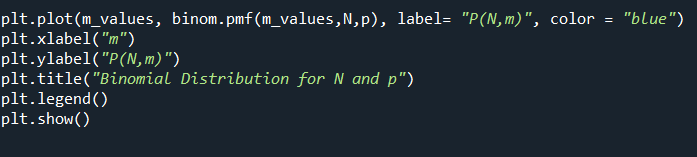 plt.plot(m_values, binom.pmf(m_values,N,p), label= "P(N,m)", color = "blue")
plt.xlabel("m")
plt.ylabel("P(N,m)")
plt.title("Binomial Distribution for N and p")
plt.legend()
plt.show()